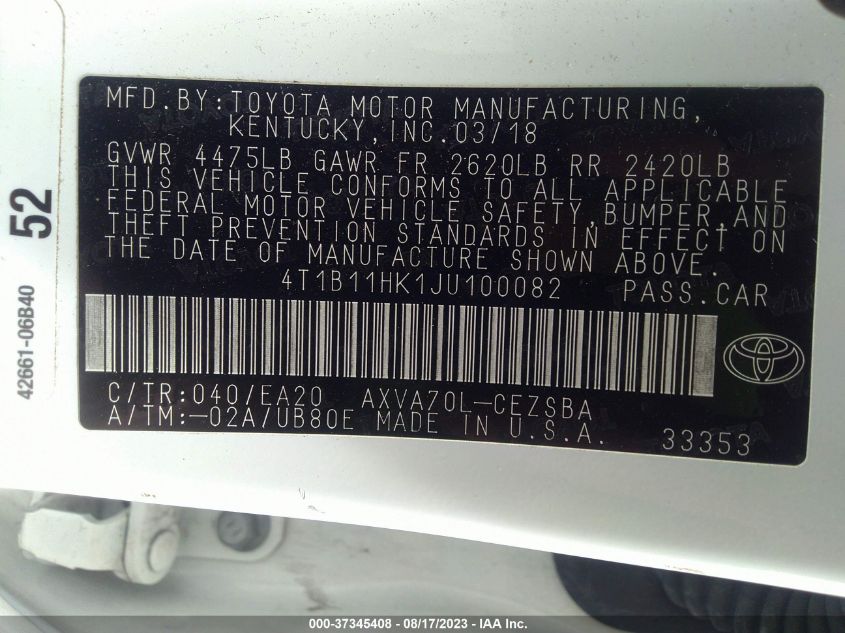 MFD.BY:TOYOTA MOTOR MANUFACTURING,
KENTUCKY,INC.03/18
GVWR 4475LB GAWR FR 2620LB RR 2420LB
THIS VEHICLE CONFORMS TO ALL APPLICABLE
FEDERAL MOTOR VEHICLE SAFETY,BUMPER,AND
THEFT PREVENTION STANDARDS IN EFFECT ON
THE DATE OF MANUFACTURE SHOWN ABOVE.
4T1B11HK1JU100082 PASS.CAR
C/TR:040/EA20 AXVA70L-CEZSBA
A/TM:-02A/UB80E MADE IN U.S.A. 33353
52
42661-06B40
000-37345408 - 08/17/2023 - IAA Inc.